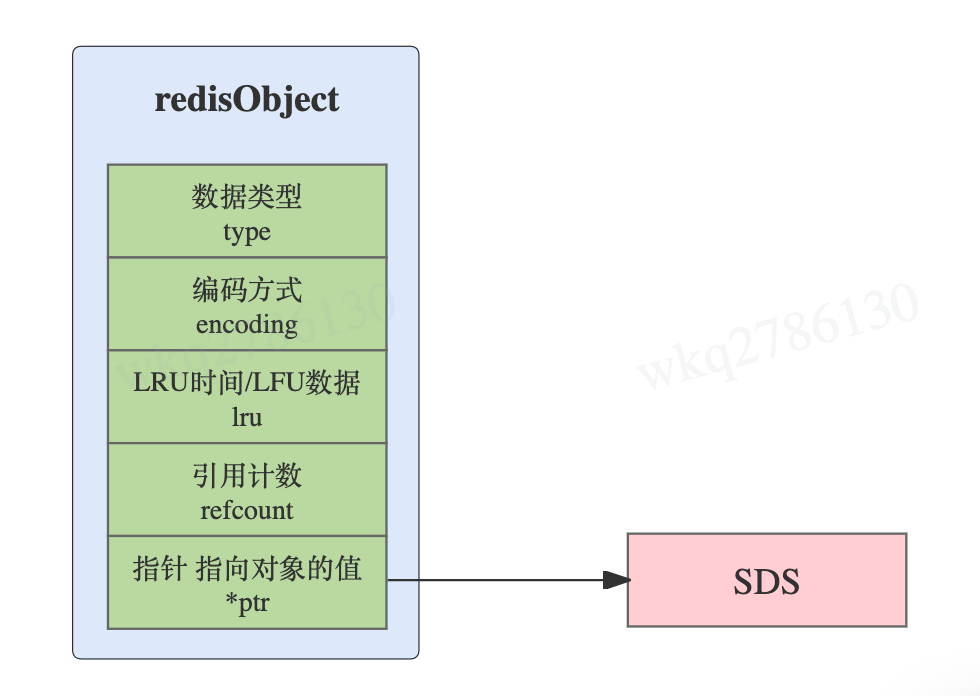 redisObject
数据类型
type
编码方式
encoding
LRU时间/LFU数据
lru
引用计数
refcount
指针 指向对象的值
*ptr
SDS
wkq2786130
wkq2786130